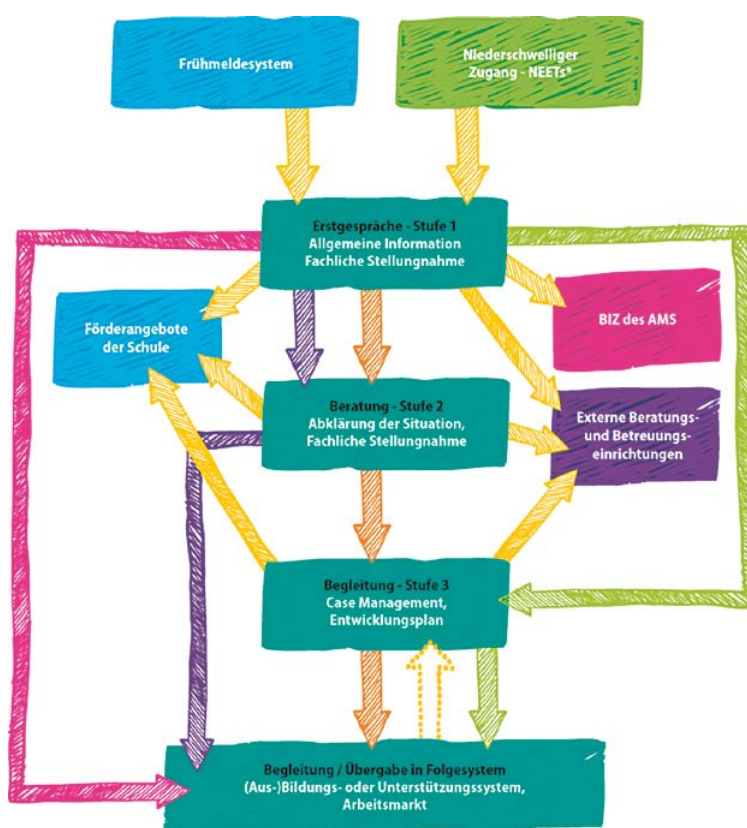 Frühmeldesystem
Niederschwelliger
Zugang - NEETs*
Erstgespräche - Stufe 1
Allgemeine Information
Fachliche Stellungnahme
Förderangebote
der Schule
BIZ des AMS
Beratung - Stufe 2
Abklärung der Situation,
Fachliche Stellungnahme
Externe Beratungs-
und Betreuungs-
einrichtungen
Begleitung - Stufe 3
Case Management,
Entwicklungsplan
Begleitung / Übergabe in Folgesystem
(Aus-)Bildungs- oder Unterstützungssystem,
Arbeitsmarkt